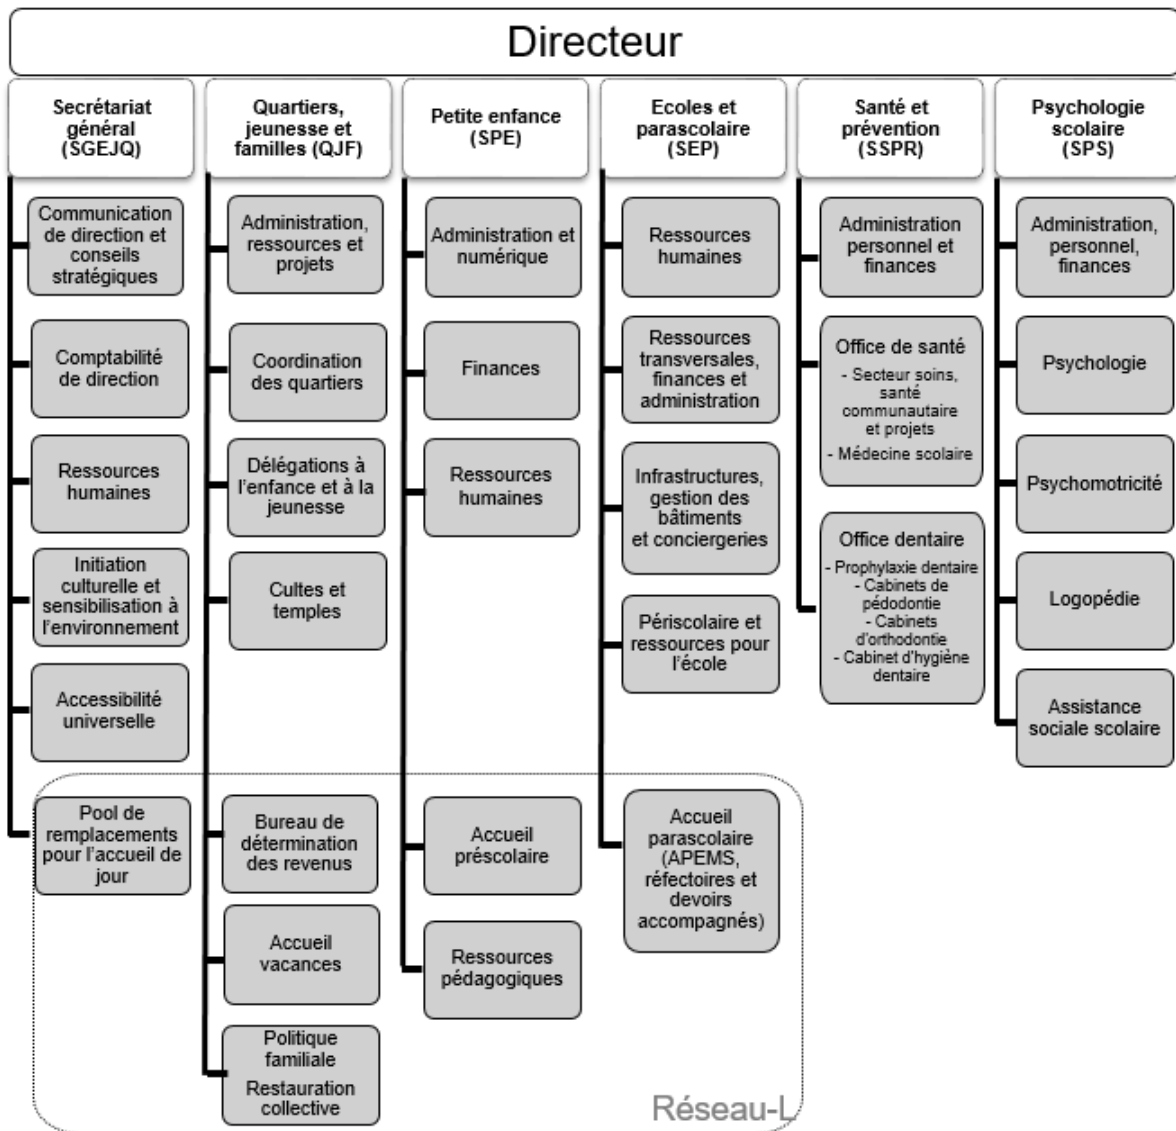 Directeur
Secrétariat
général
(SGEJQ)
Quartiers,
jeunesse et
familles (QJF)
Petite enfance
(SPE)
Ecoles et
parascolaire
(SEP)
Santé et
prévention
(SSPR)
Psychologie
scolaire
(SPS)
Communication
de direction et
conseils
stratégiques
Comptabilité
de direction
Ressources
humaines
Initiation
culturelle et
sensibilisation à
l'environnement
Accessibilité
universelle
Pool de
remplacements
pour l'accueil de
jour
Administration,
ressources et
projets
Coordination
des quartiers
Délégations à
l'enfance et à la
jeunesse
Cultes et
temples
Bureau de
détermination
des revenus
Accueil
vacances
Politique
familiale
Restauration
collective
Administration et
numérique
Finances
Ressources
humaines
Accueil
préscolaire
Ressources
pédagogiques
Ressources
humaines
Ressources
transversales,
finances et
administration
Infrastructures,
gestion des
bâtiments
et conciergeries
Périscolaire et
ressources pour
l'école
Accueil
parascolaire
(APEMS,
réfectoires et
devoirs
accompagnés)
Administration
personnel et
finances
Office de santé
- Secteur soins,
santé
communautaire
et projets
- Médecine scolaire
Office dentaire
- Prophylaxie dentaire
- Cabinets de
pédodontie
- Cabinets
d'orthodontie
- Cabinet d'hygiène
dentaire
Administration,
personnel,
finances
Psychologie
Psychomotricité
Logopédie
Assistance
sociale scolaire
Réseau-L